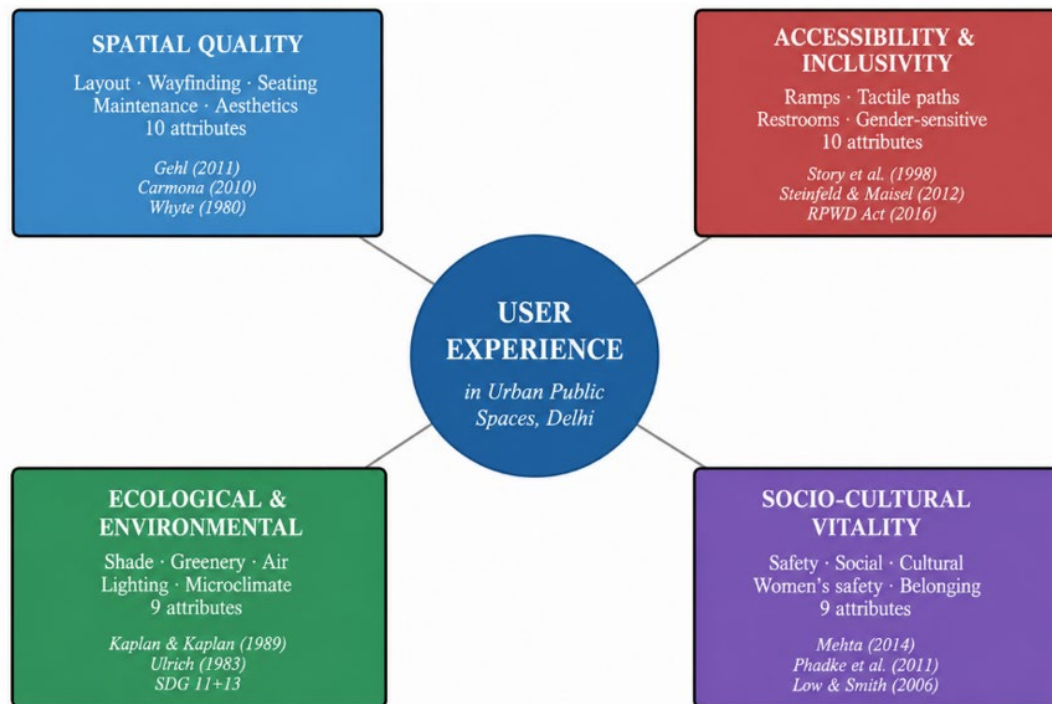 SPATIAL QUALITY
Layout · Wayfinding · Seating
Maintenance · Aesthetics
10 attributes
Gehl (2011)
Carmona (2010)
Whyte (1980)
ACCESSIBILITY &
INCLUSIVITY
Ramps · Tactile paths
Restrooms · Gender-sensitive
10 attributes
Story et al. (1998)
Steinfeld & Maisel (2012)
RPWD Act (2016)
USER
EXPERIENCE
in Urban Public
Spaces, Delhi
ECOLOGICAL &
ENVIRONMENTAL
Shade · Greenery · Air
Lighting · Microclimate
9 attributes
Kaplan & Kaplan (1989)
Ulrich (1983)
SDG 11+13
SOCIO-CULTURAL
VITALITY
Safety · Social · Cultural
Women's safety · Belonging
9 attributes
Mehta (2014)
Phadke et al. (2011)
Low & Smith (2006)